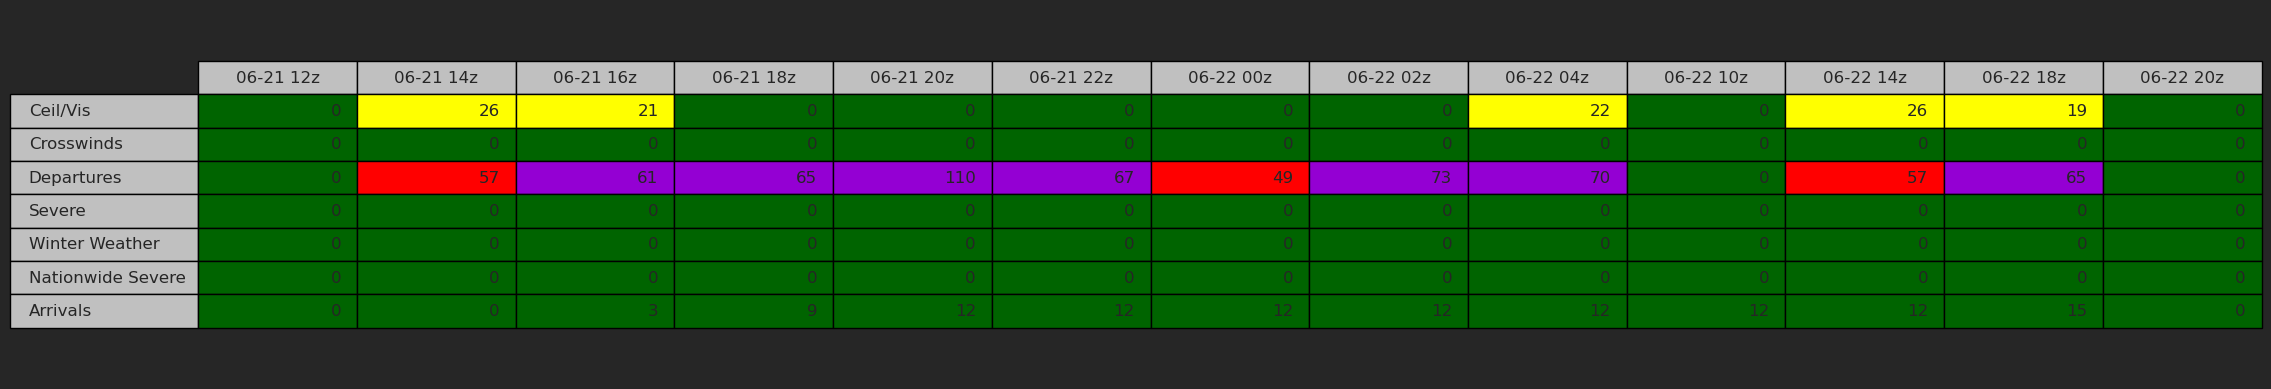 06-21 12z 06-21 14z 06-21 16z 06-21 18z 06-21 20z 06-21 22z 06-22 00z 06-22 02z 06-22 04z 06-22 10z 06-22 14z 06-22 18z 06-22 20z
Ceil/Vis 0 26 21 0 0 0 0 0 22 0 26 19 0
Crosswinds 0 0 0 0 0 0 0 0 0 0 0 0 0
Departures 0 57 61 65 110 67 49 73 70 0 57 65 0
Severe 0 0 0 0 0 0 0 0 0 0 0 0 0
Winter Weather 0 0 0 0 0 0 0 0 0 0 0 0 0
Nationwide Severe 0 0 0 0 0 0 0 0 0 0 0 0 0
Arrivals 0 0 3 9 12 12 12 12 12 12 12 15 0